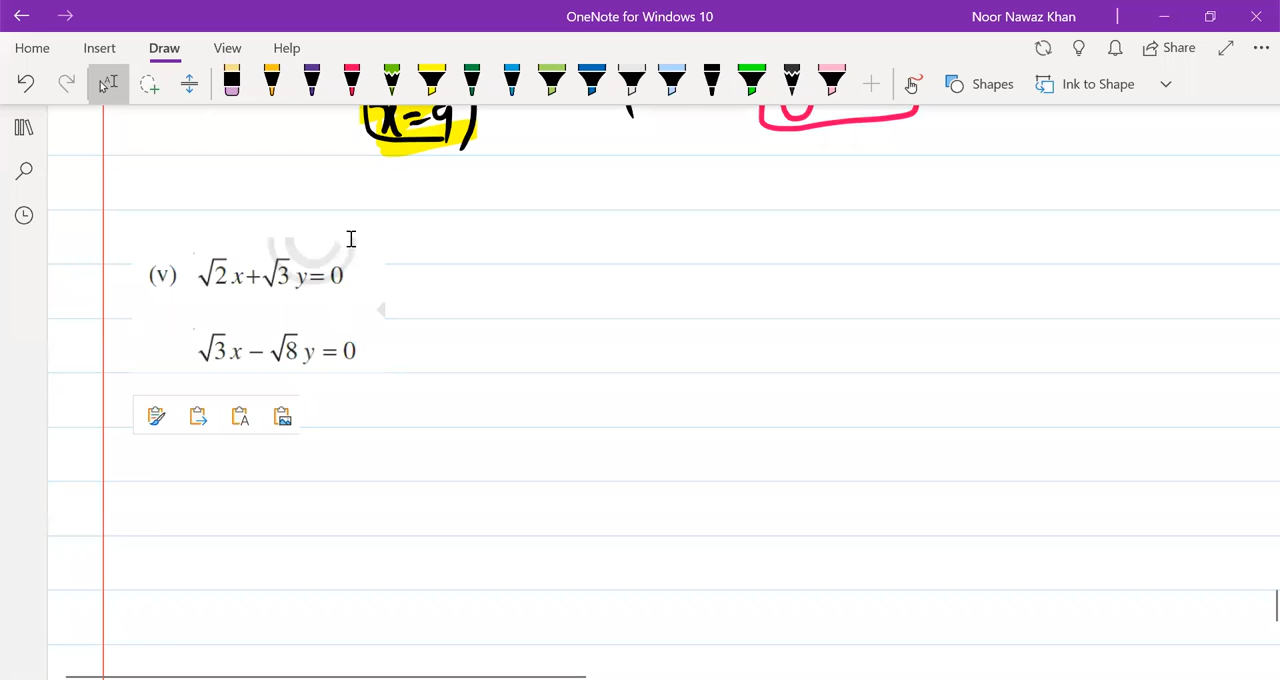 OneNote for Windows 10
Noor Nawaz Khan
Home Insert Draw View Help
Share
Shapes
Ink to Shape
x=9
(v) √2 x+√3 y=0
√3 x − √8 y = 0